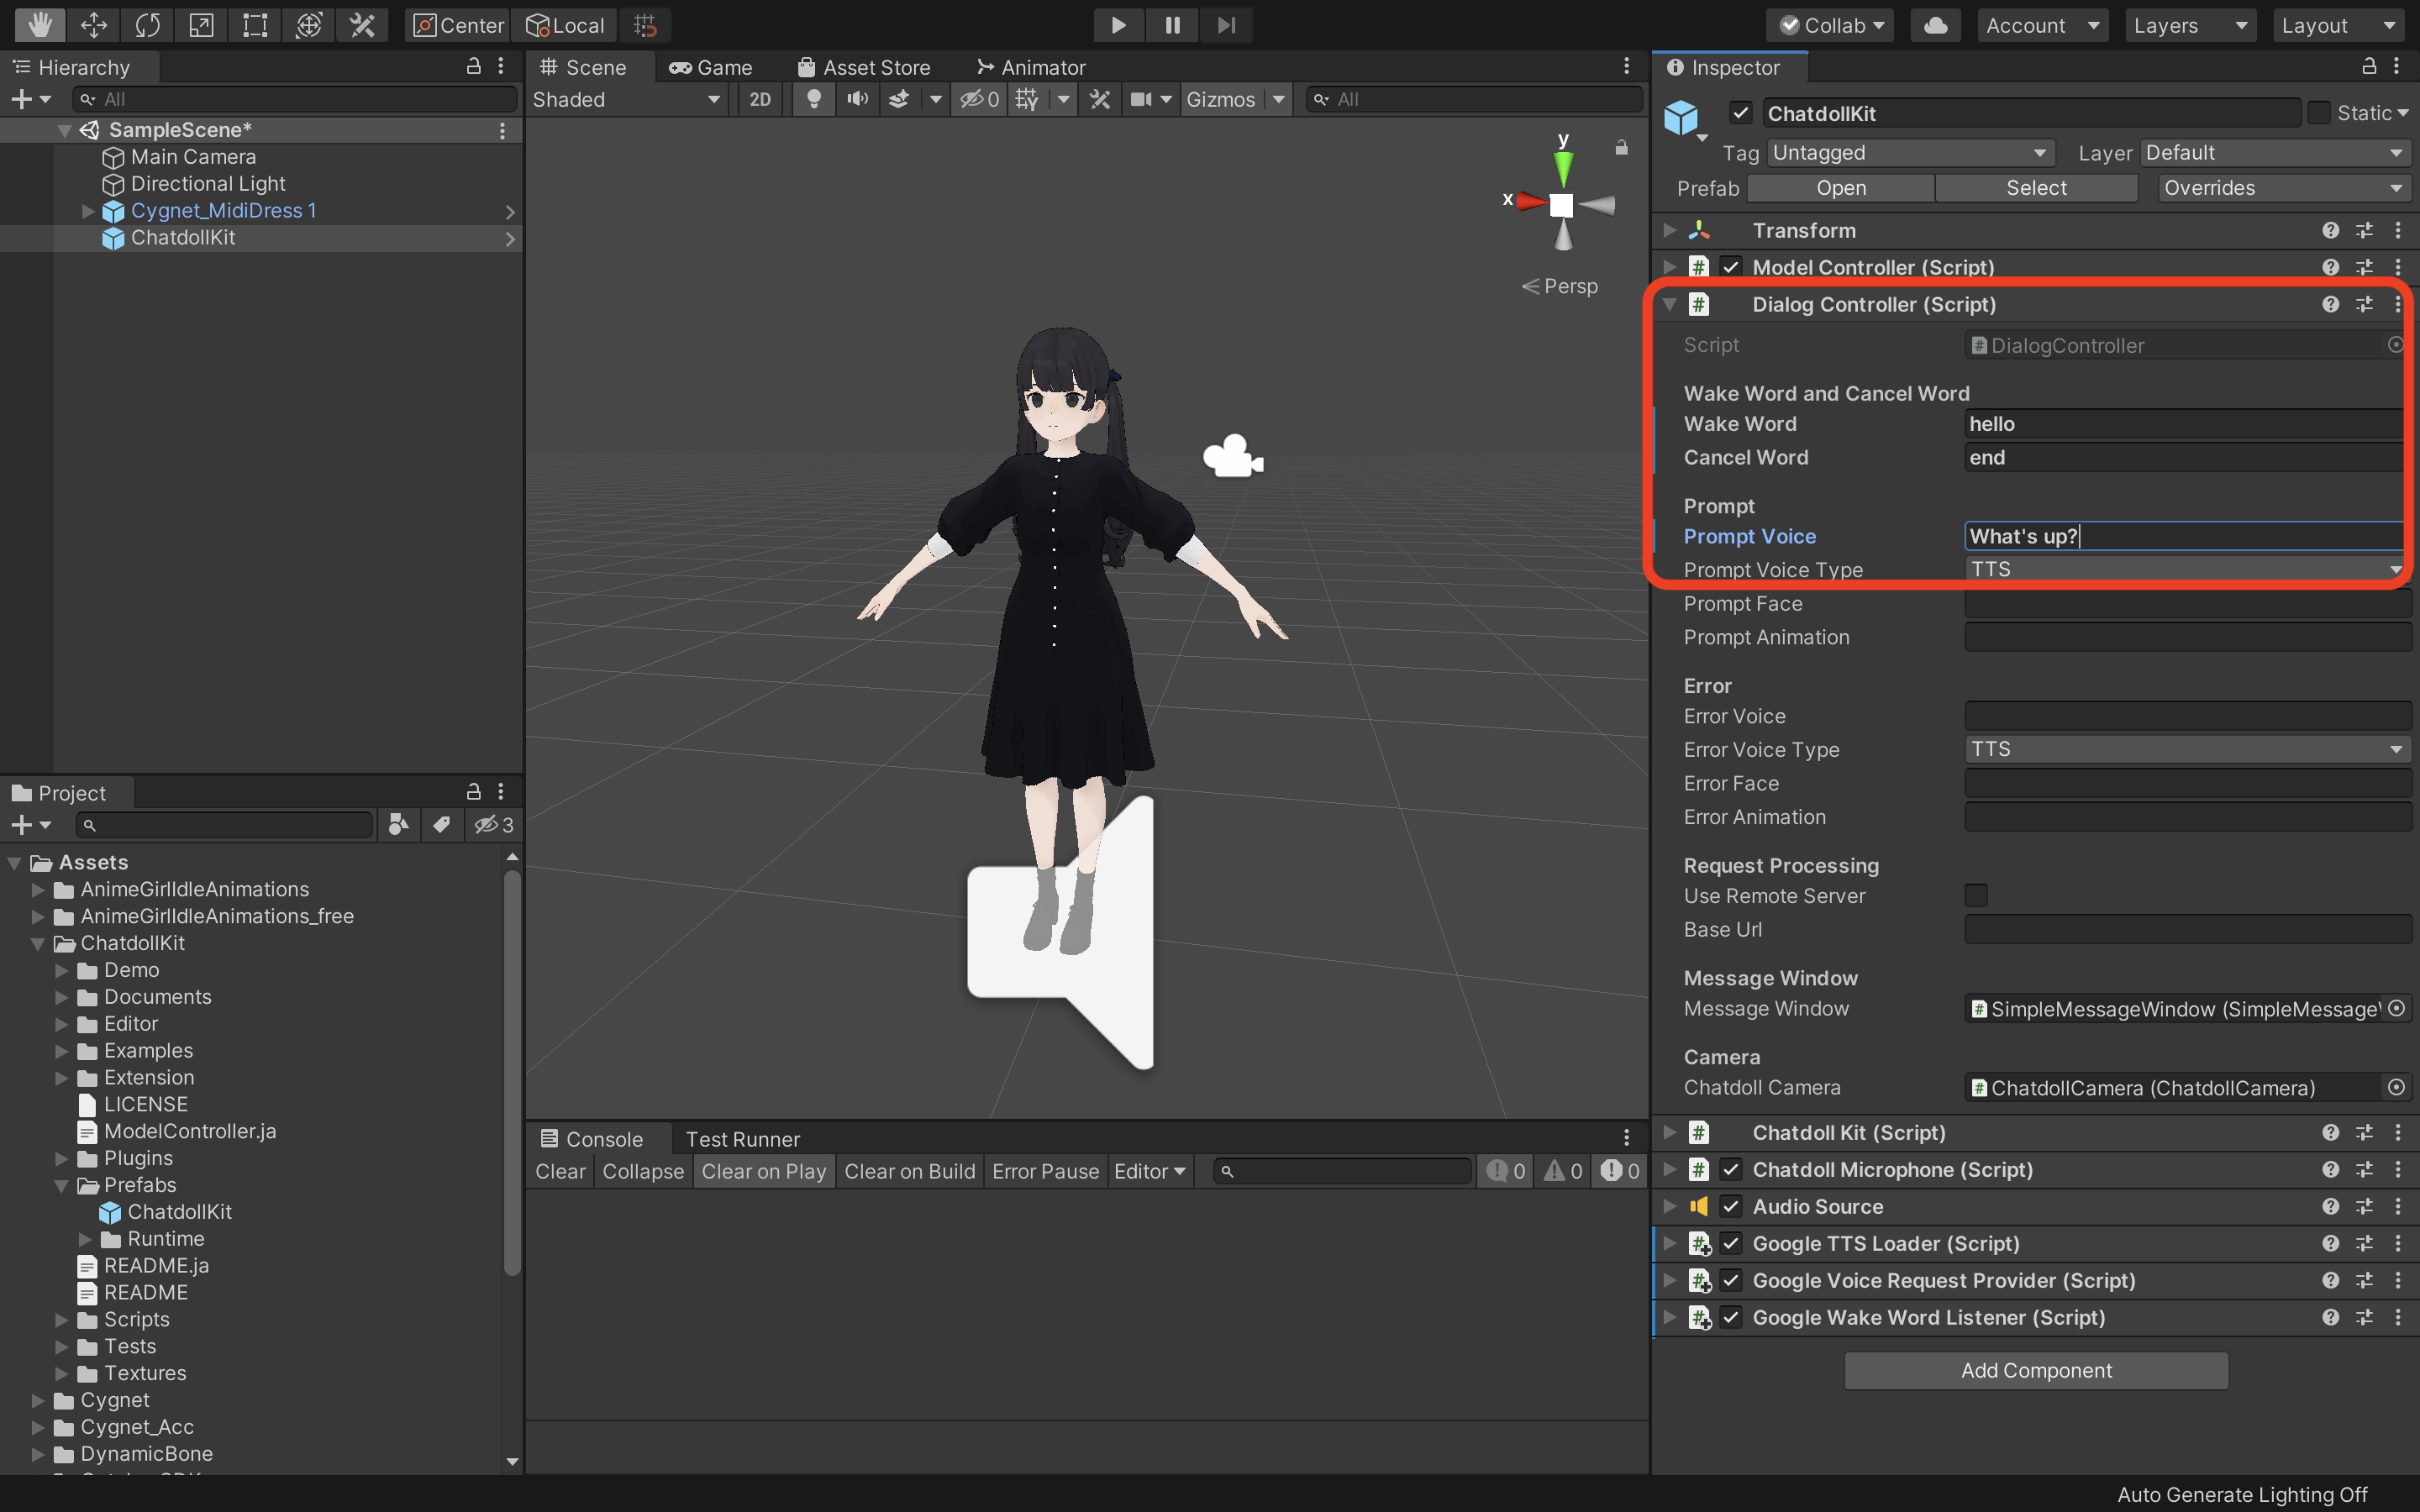 Center
Local
Collab
Account
Layers
Layout
Hierarchy
All
SampleScene*
Main Camera
Directional Light
Cygnet_MidiDress 1
ChatdollKit
Scene
Game
Asset Store
Animator
Shaded
2D
0
Gizmos
All
y
x
Persp
Project
3
Assets
AnimeGirlIdleAnimations
AnimeGirlIdleAnimations_free
ChatdollKit
Demo
Documents
Editor
Examples
Extension
LICENSE
ModelController.ja
Plugins
Prefabs
ChatdollKit
Runtime
README.ja
README
Scripts
Tests
Textures
Cygnet
Cygnet_Acc
DynamicBone
Console
Test Runner
Clear
Collapse
Clear on Play
Clear on Build
Error Pause
Editor
0
0
0
Inspector
ChatdollKit
Static
Tag Untagged
Layer Default
Prefab Open Select Overrides
Transform
Model Controller (Script)
Dialog Controller (Script)
Script DialogController
Wake Word and Cancel Word
Wake Word hello
Cancel Word end
Prompt
Prompt Voice What's up?
Prompt Voice Type TTS
Prompt Face
Prompt Animation
Error
Error Voice
Error Voice Type TTS
Error Face
Error Animation
Request Processing
Use Remote Server
Base Url
Message Window
Message Window SimpleMessageWindow (SimpleMessage
Camera
Chatdoll Camera ChatdollCamera (ChatdollCamera)
Chatdoll Kit (Script)
Chatdoll Microphone (Script)
Audio Source
Google TTS Loader (Script)
Google Voice Request Provider (Script)
Google Wake Word Listener (Script)
Add Component
Auto Generate Lighting Off